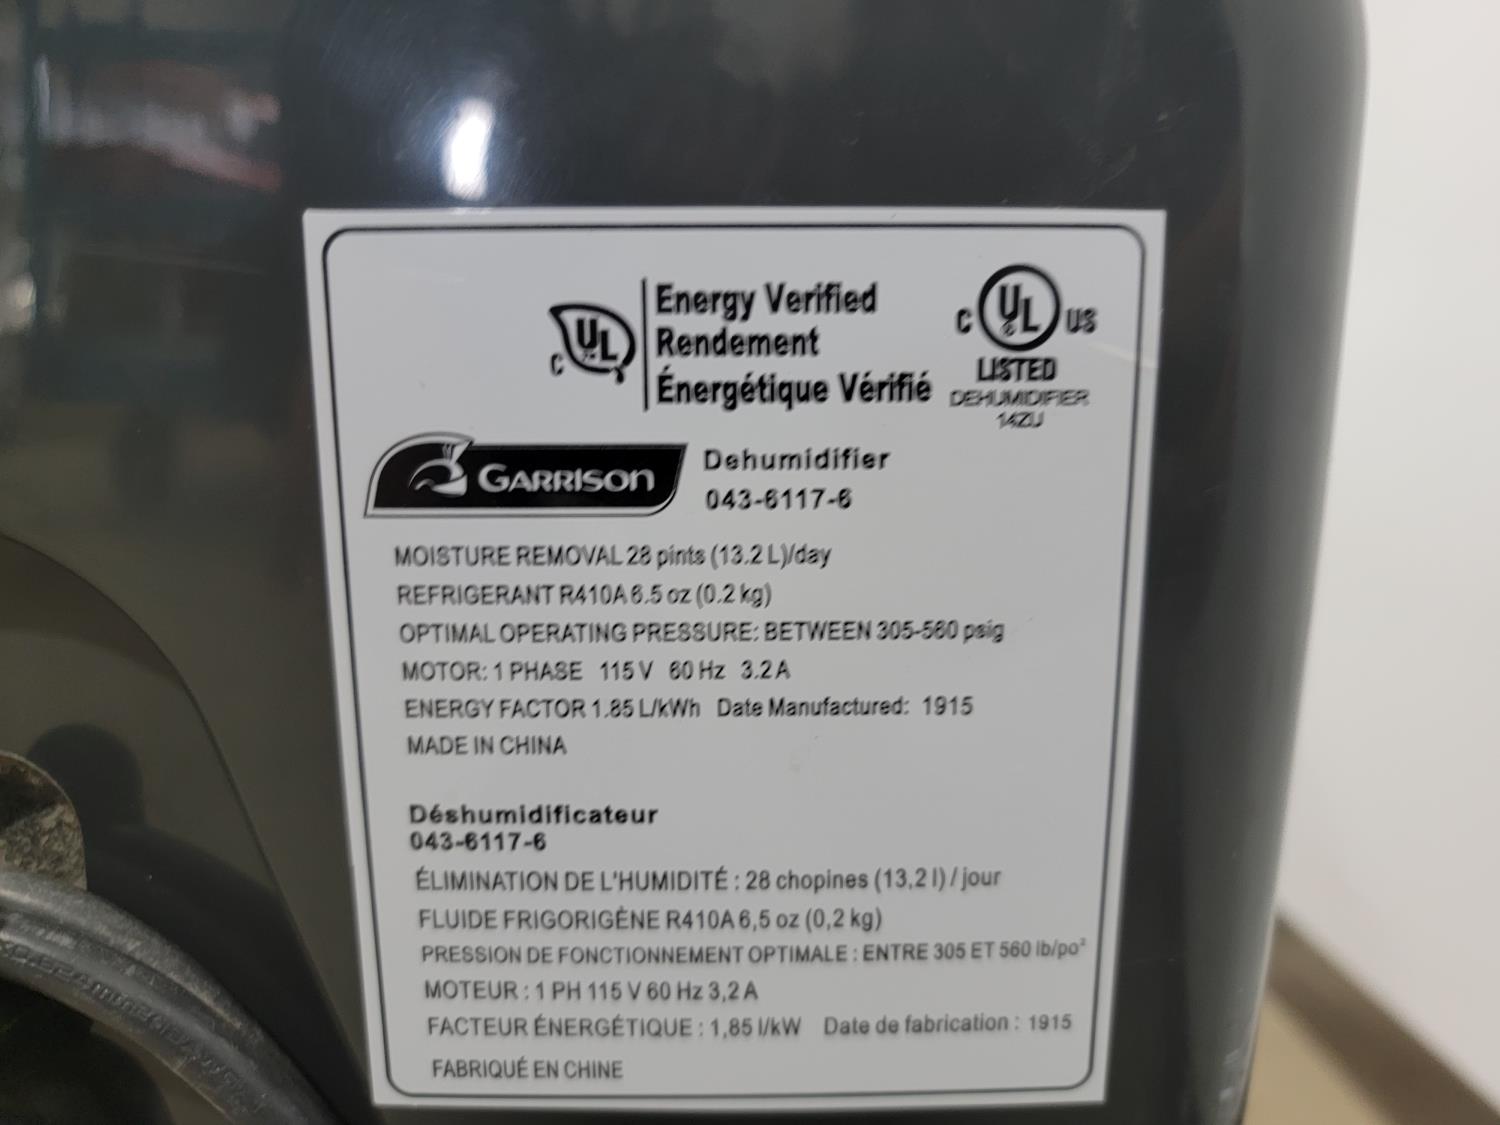 C UL
Energy Verified
Rendement
Énergétique Vérifié
C UL US
LISTED
DEHUMIDIFIER
14ZU
GARRISON
Dehumidifier
043-6117-6
MOISTURE REMOVAL 28 pints (13.2 L)/day
REFRIGERANT R410A 6.5 oz (0.2 kg)
OPTIMAL OPERATING PRESSURE: BETWEEN 305-560 psig
MOTOR: 1 PHASE 115 V 60 Hz 3.2 A
ENERGY FACTOR 1.85 L/kWh Date Manufactured: 1915
MADE IN CHINA
Déshumidificateur
043-6117-6
ÉLIMINATION DE L'HUMIDITÉ : 28 chopines (13,2 l) / jour
FLUIDE FRIGORIGÈNE R410A 6,5 oz (0,2 kg)
PRESSION DE FONCTIONNEMENT OPTIMALE : ENTRE 305 ET 560 lb/po²
MOTEUR : 1 PH 115 V 60 Hz 3,2 A
FACTEUR ÉNERGÉTIQUE : 1,85 l/kW Date de fabrication : 1915
FABRIQUÉ EN CHINE